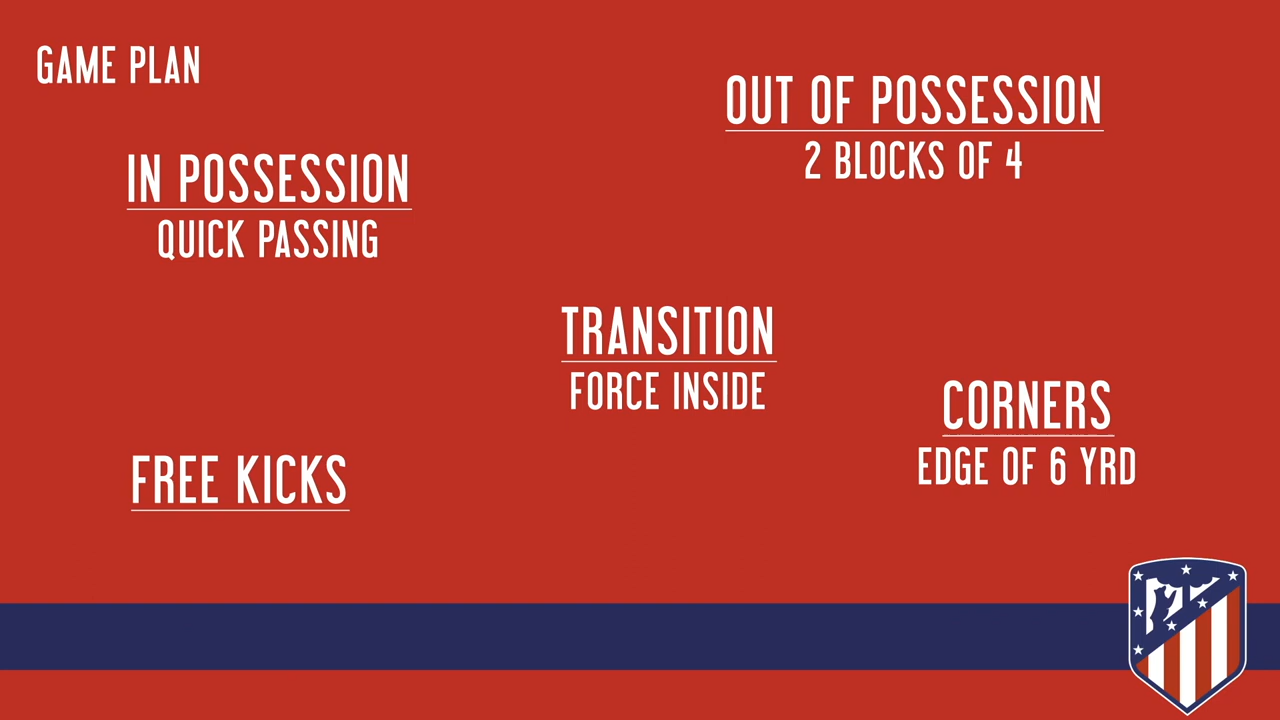 GAME PLAN
OUT OF POSSESSION
2 BLOCKS OF 4
IN POSSESSION
QUICK PASSING
TRANSITION
FORCE INSIDE
CORNERS
EDGE OF 6 YRD
FREE KICKS